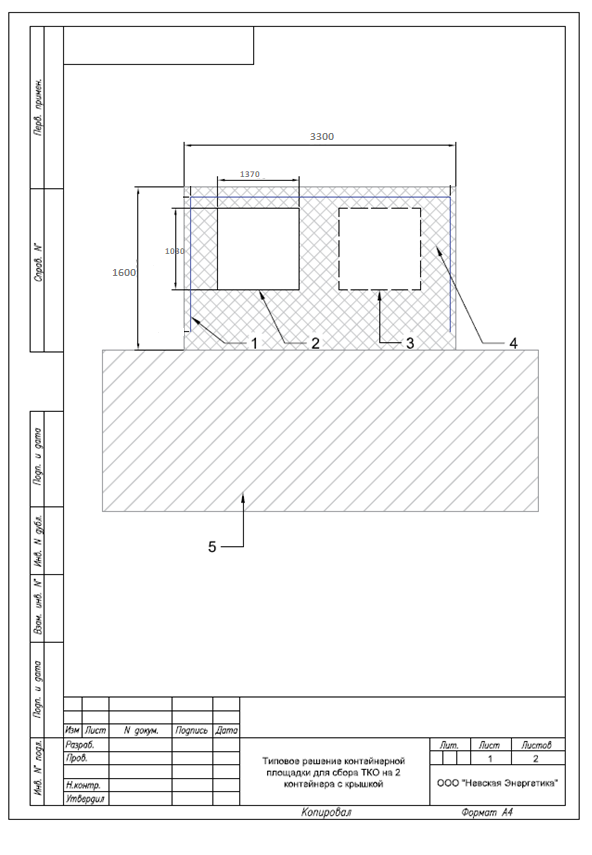 Перв. примен.
Справ. N°
Подп. и дата
Инв. N дубл.
Взам. инв. N°
Подп. и дата
Инв. N° подл.
3300
1370
1080
1600
1
2
3
4
5
Изм Лист N докум. Подпись Дата
Разраб.
Пров.
Н.контр.
Утвердил
Типовое решение контейнерной
площадки для сбора ТКО на 2
контейнера с крышкой
Лит. Лист Листов
1 2
ООО "Невская Энергетика"
Копировал Формат А4